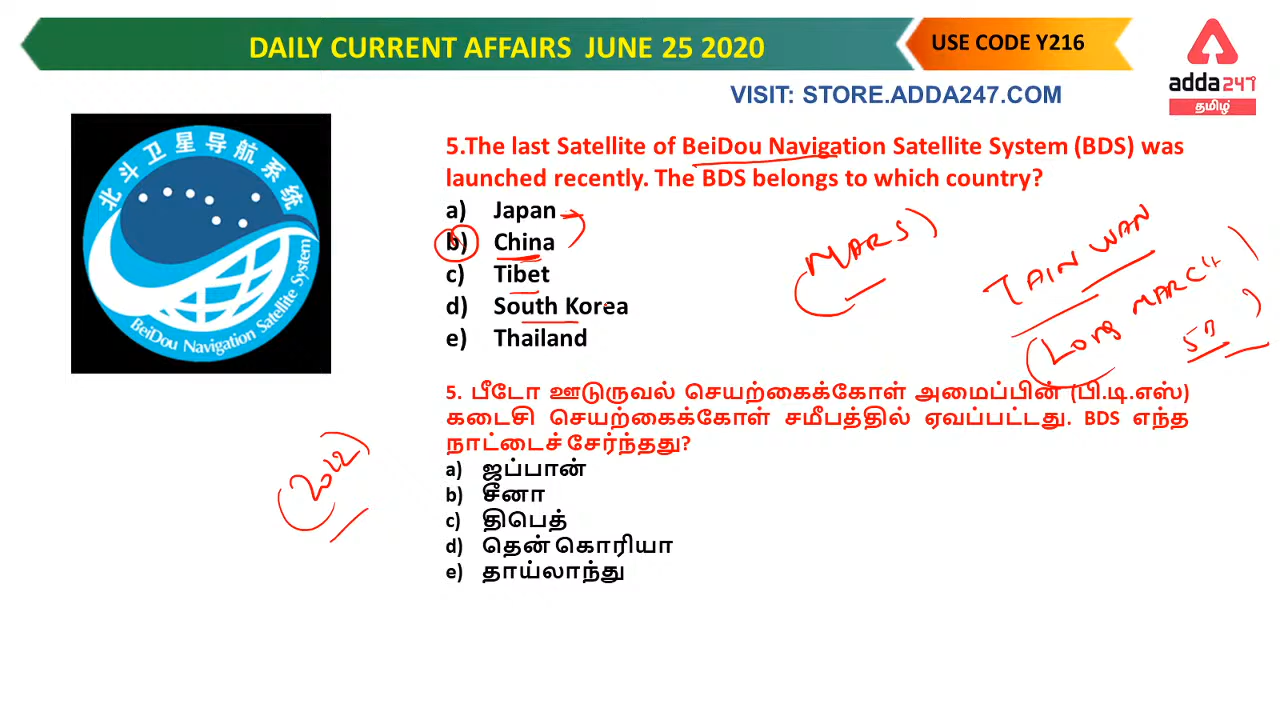 DAILY CURRENT AFFAIRS JUNE 25 2020
USE CODE Y216
adda247
தமிழ்
VISIT: STORE.ADDA247.COM
北斗卫星导航系统
BeiDou Navigation Satellite System
5.The last Satellite of BeiDou Navigation Satellite System (BDS) was
launched recently. The BDS belongs to which country?
a) Japan
b) China
c) Tibet
d) South Korea
e) Thailand
MARS
TAIN WAN
Long MARCH
5. பீடோ ஊடுருவல் செயற்கைக்கோள் அமைப்பின் (பி.டி.எஸ்)
கடைசி செயற்கைக்கோள் சமீபத்தில் ஏவப்பட்டது. BDS எந்த
நாட்டைச் சேர்ந்தது?
a) ஜப்பான்
b) சீனா
c) திபெத்
d) தென் கொரியா
e) தாய்லாந்து
2022